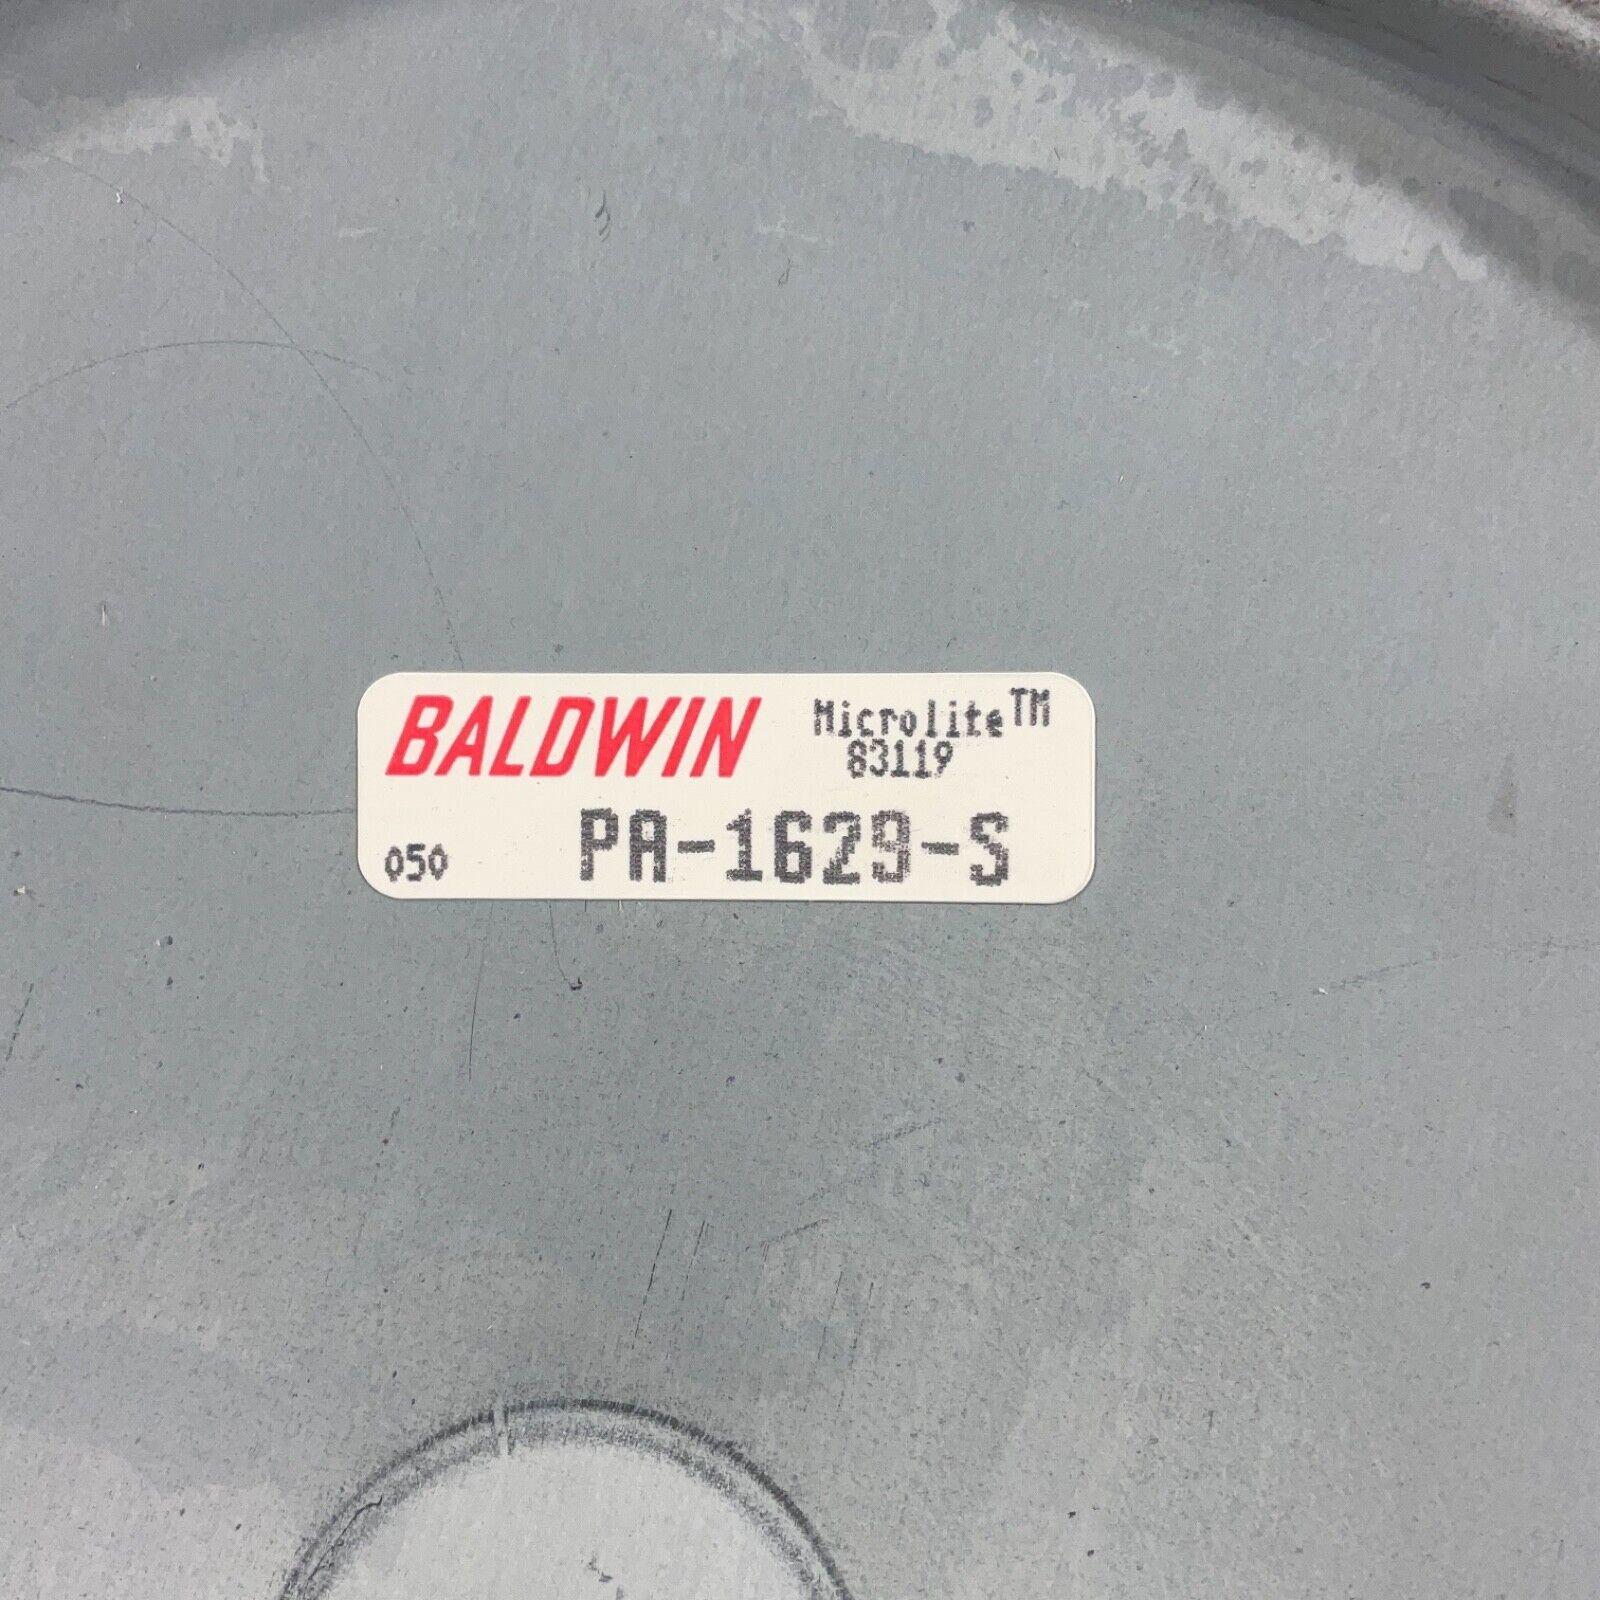 BALDWIN Microlite™
83119
050 PA-1629-S